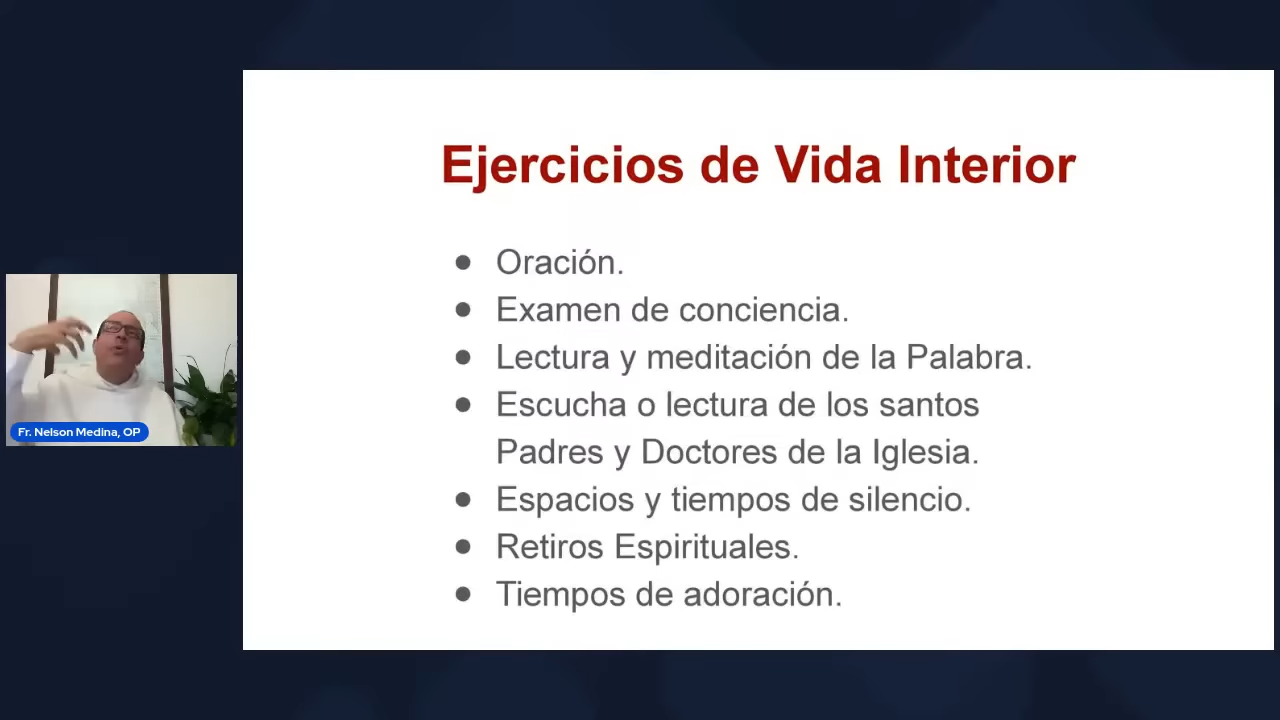 Ejercicios de Vida Interior
● Oración.
● Examen de conciencia.
● Lectura y meditación de la Palabra.
● Escucha o lectura de los santos
Padres y Doctores de la Iglesia.
● Espacios y tiempos de silencio.
● Retiros Espirituales.
● Tiempos de adoración.
Fr. Nelson Medina, OP